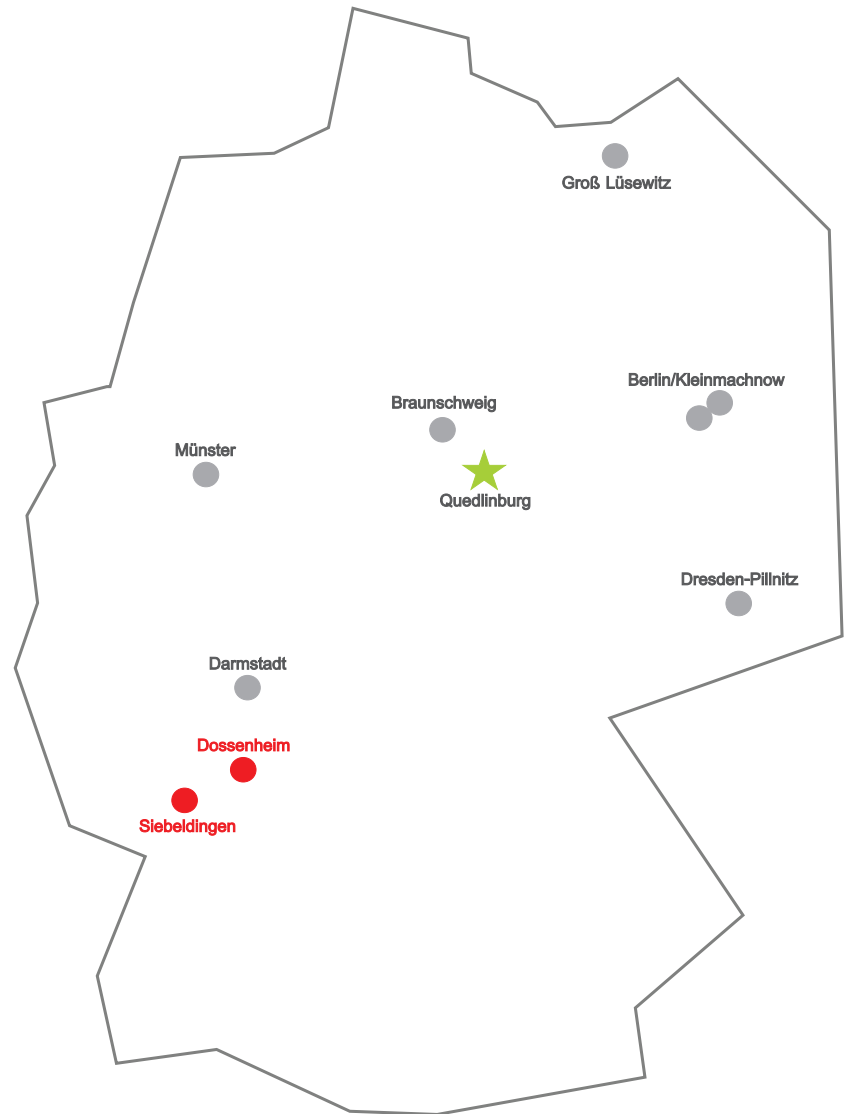 Groß Lüsewitz
Berlin/Kleinmachnow
Braunschweig
Münster
Quedlinburg
Dresden-Pillnitz
Darmstadt
Dossenheim
Siebeldingen